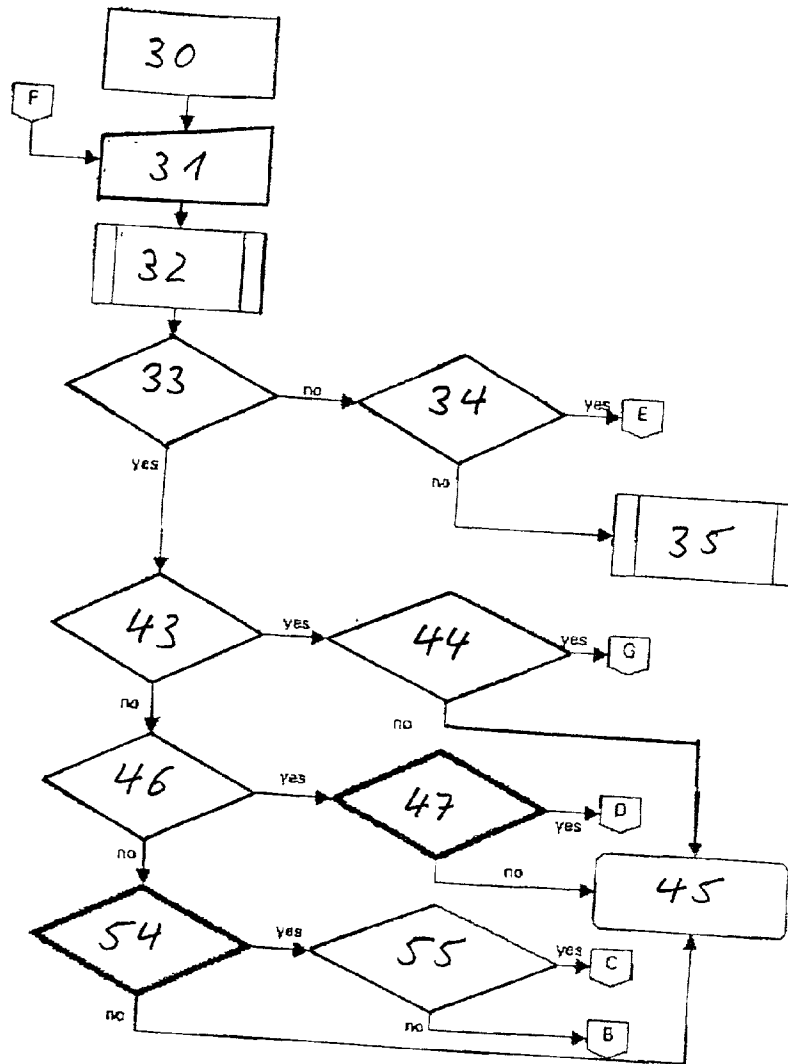 30
F
31
32
33
no
34
yes
E
yes
no
35
43
yes
44
yes
G
no
no
46
yes
47
yes
D
no
no
45
54
yes
55
yes
C
no
no
B